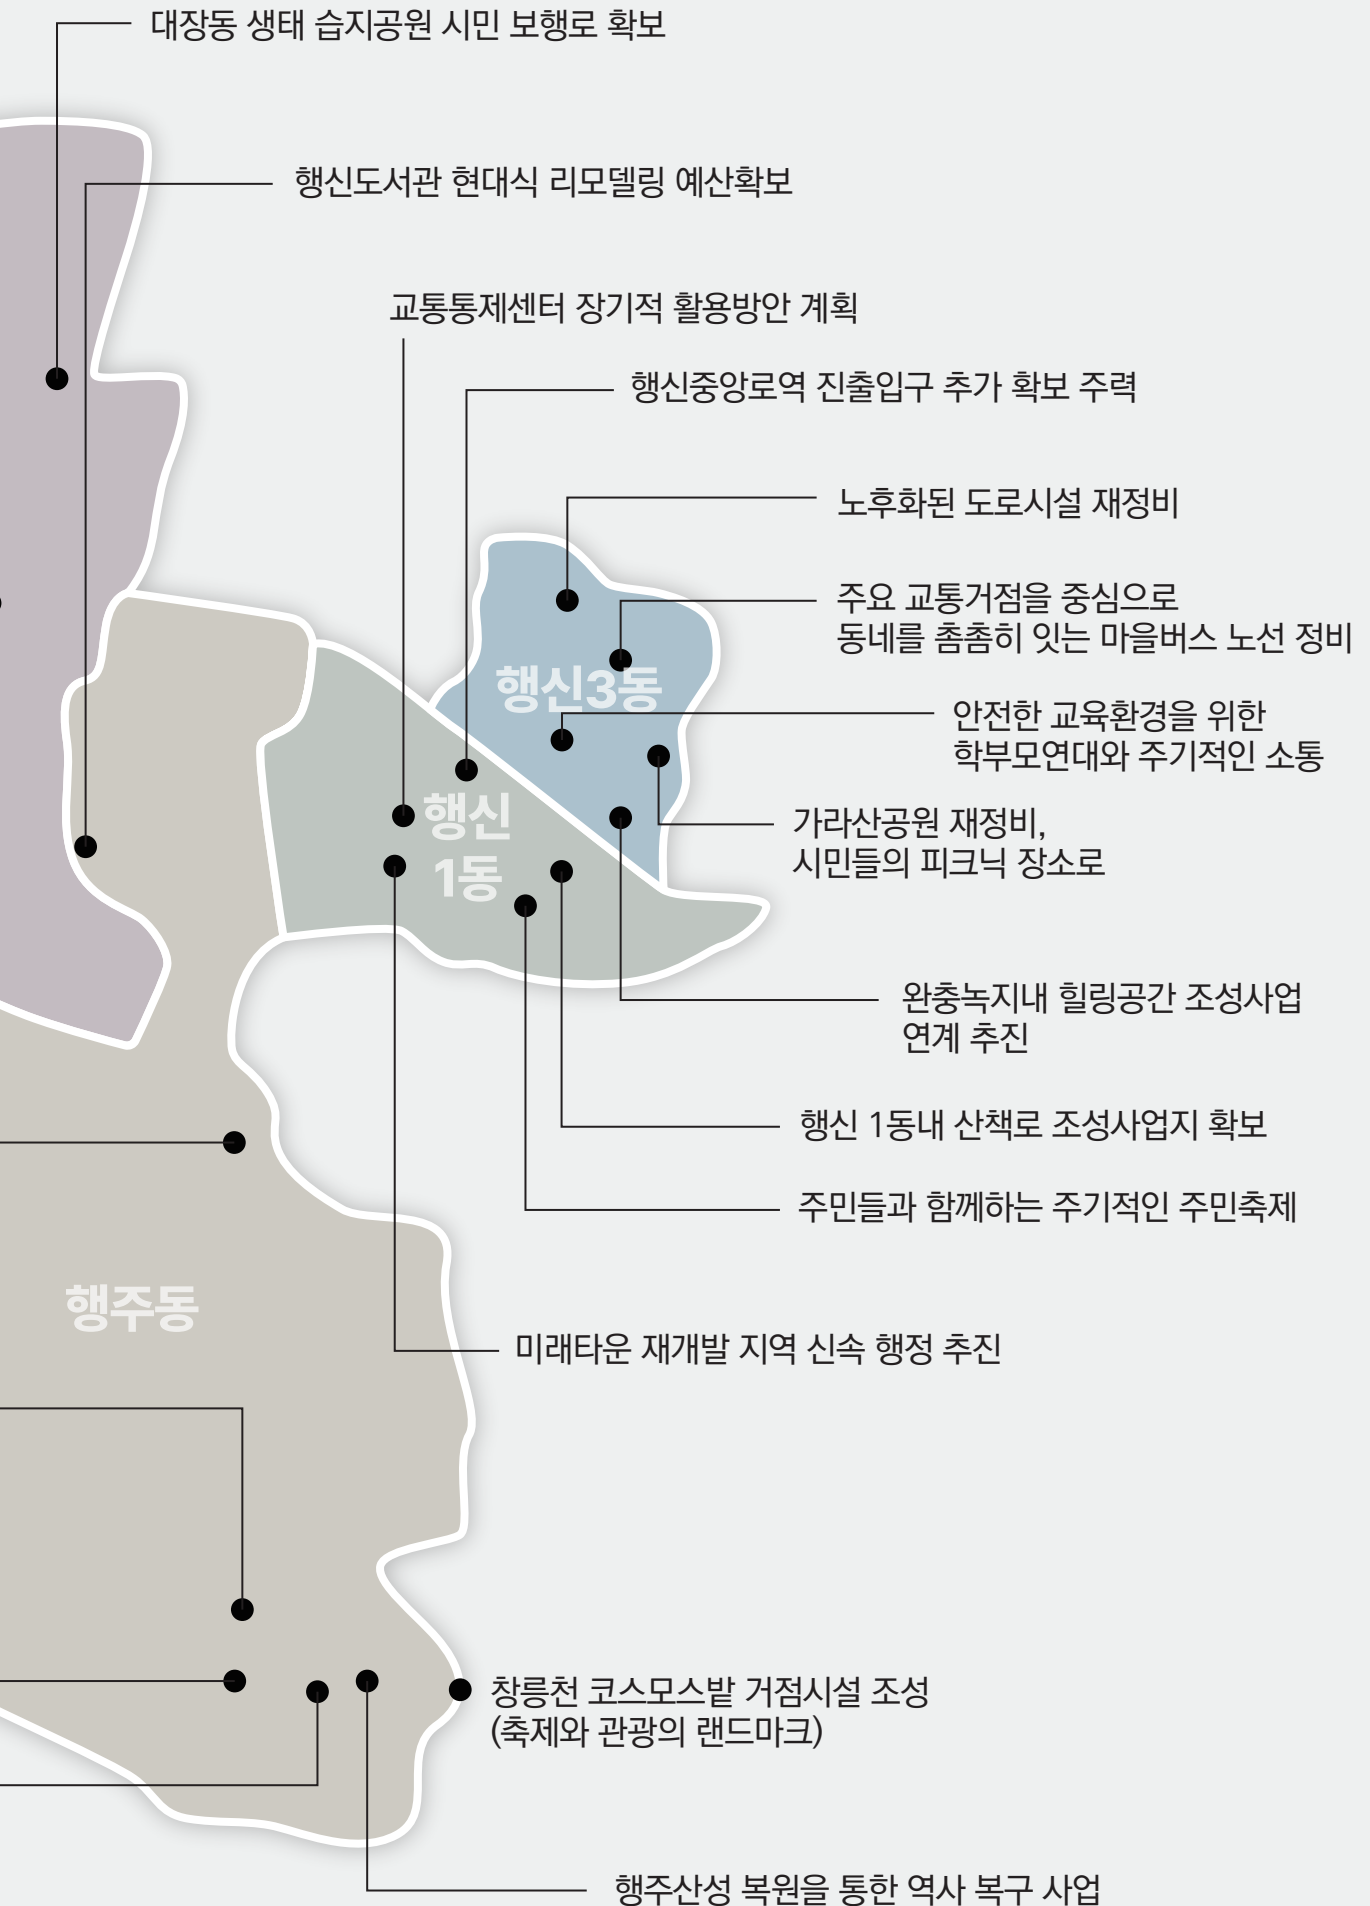 대장동 생태 습지공원 시민 보행로 확보
행신도서관 현대식 리모델링 예산확보
교통통제센터 장기적 활용방안 계획
행신중앙로역 진출입구 추가 확보 주력
노후화된 도로시설 재정비
주요 교통거점을 중심으로
동네를 촘촘히 잇는 마을버스 노선 정비
행신3동
안전한 교육환경을 위한
학부모연대와 주기적인 소통
행신
1동
가라산공원 재정비,
시민들의 피크닉 장소로
완충녹지내 힐링공간 조성사업
연계 추진
행신 1동내 산책로 조성사업지 확보
주민들과 함께하는 주기적인 주민축제
행주동
미래타운 재개발 지역 신속 행정 추진
창릉천 코스모스밭 거점시설 조성
(축제와 관광의 랜드마크)
행주산성 복원을 통한 역사 복구 사업